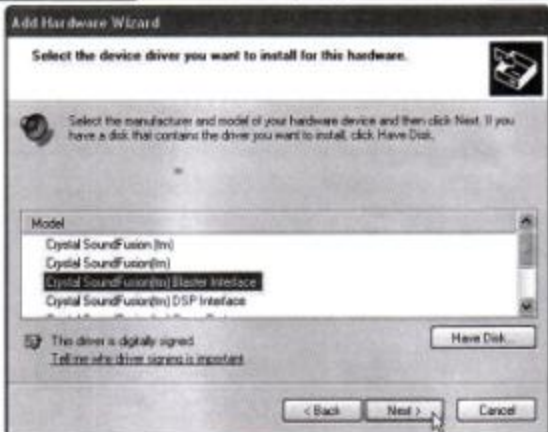 Add Hardware Wizard
Select the device driver you want to install for this hardware.
Select the manufacturer and model of your hardware device and then click Next. If you
have a disk that contains the driver you want to install, click Have Disk.
Model
Crystal SoundFusion (tm)
Crystal SoundFusion(tm)
Crystal SoundFusion(tm) Blaster Interface
Crystal SoundFusion(tm) DSP Interface
This driver is digitally signed.
Have Disk...
Tell me why driver signing is important
< Back
Next >
Cancel